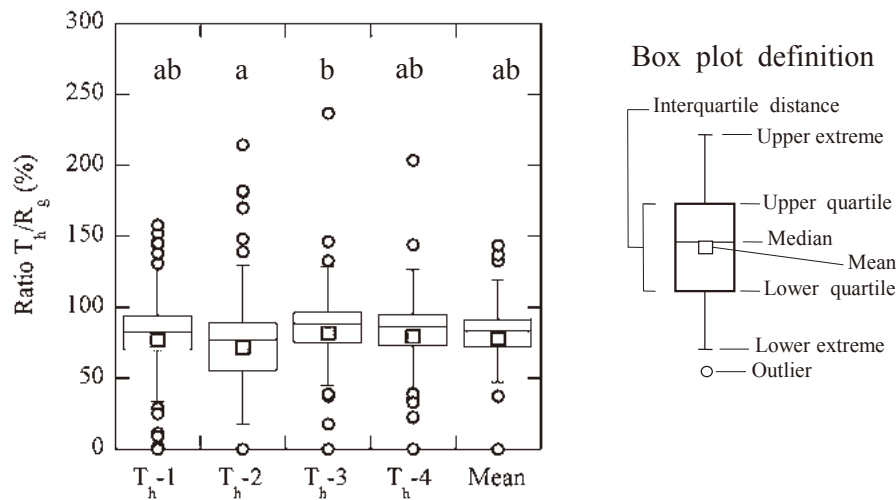 300
250
200
150
100
50
0
Ratio Th/Rg (%)
ab a b ab ab
Th-1 Th-2 Th-3 Th-4 Mean
Box plot definition
Interquartile distance
Upper extreme
Upper quartile
Median
Mean
Lower quartile
Lower extreme
Outlier